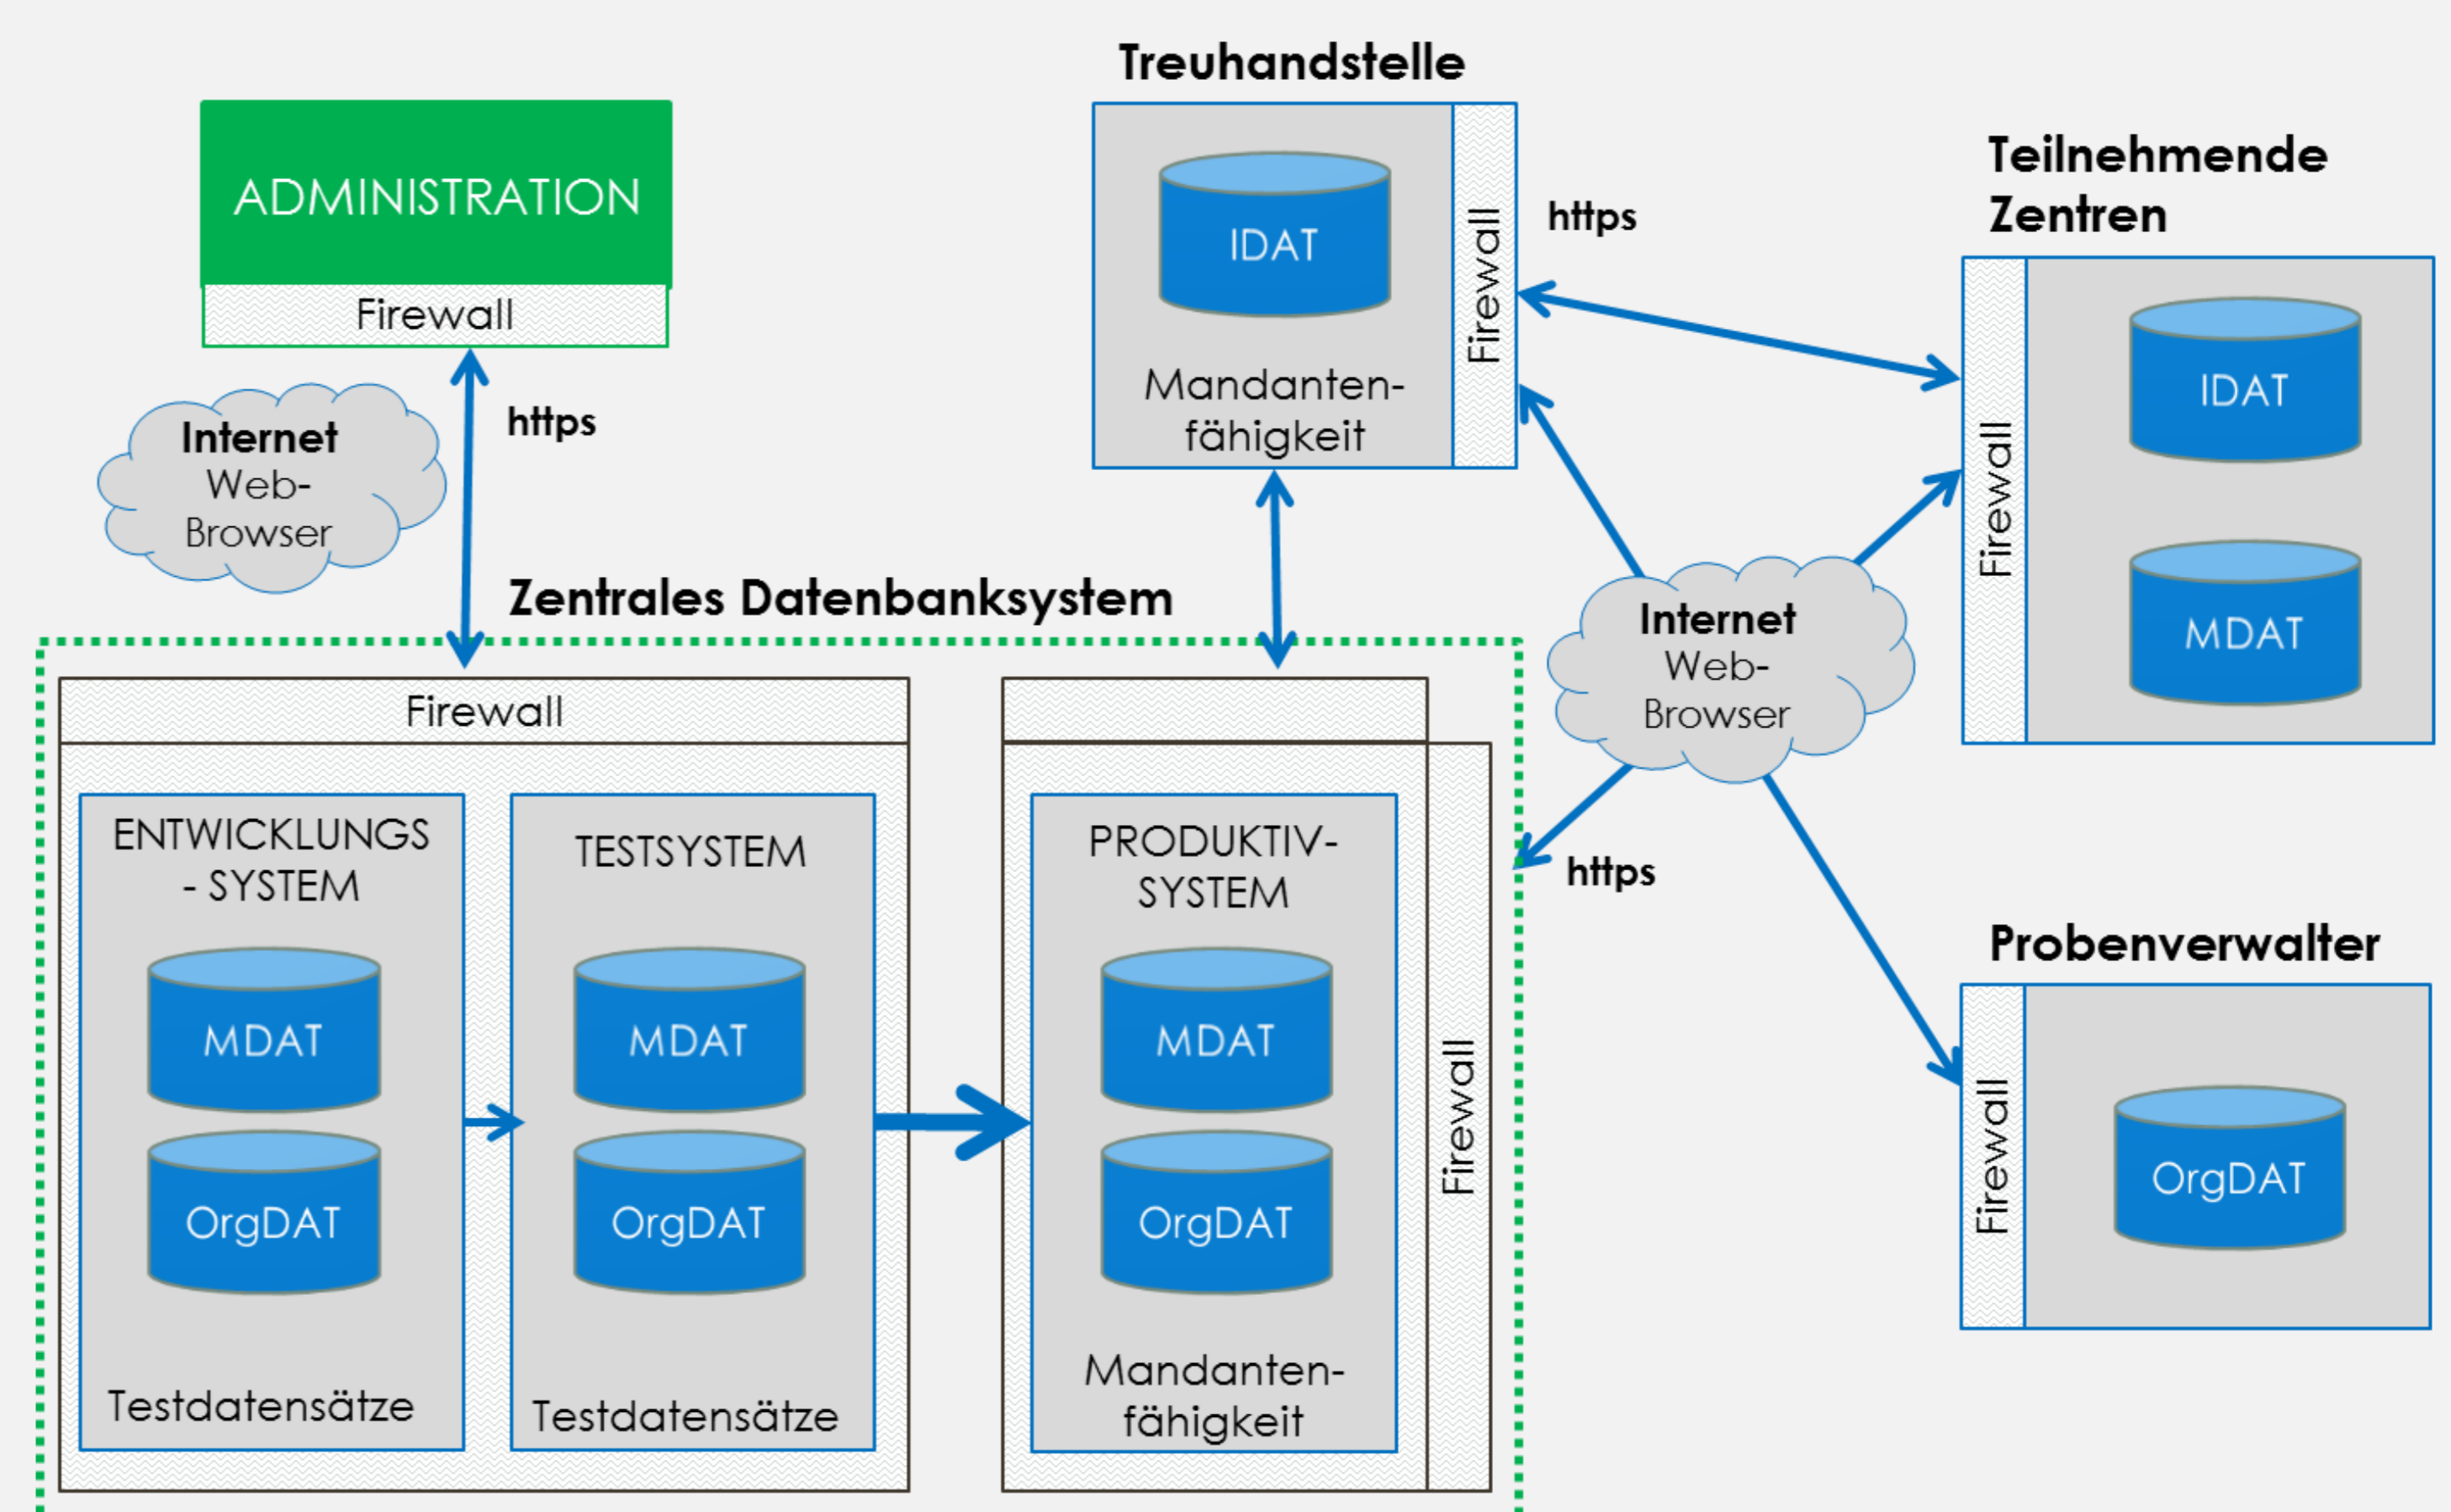 Treuhandstelle
ADMINISTRATION
Firewall
Internet
Web-
Browser
https
IDAT
Mandanten-
fähigkeit
Firewall
https
Teilnehmende
Zentren
Firewall
IDAT
MDAT
Internet
Web-
Browser
https
Zentrales Datenbanksystem
Firewall
ENTWICKLUNGS
- SYSTEM
MDAT
OrgDAT
Testdatensätze
TESTSYSTEM
MDAT
OrgDAT
Testdatensätze
PRODUKTIV-
SYSTEM
MDAT
OrgDAT
Mandanten-
fähigkeit
Firewall
Probenverwalter
Firewall
OrgDAT